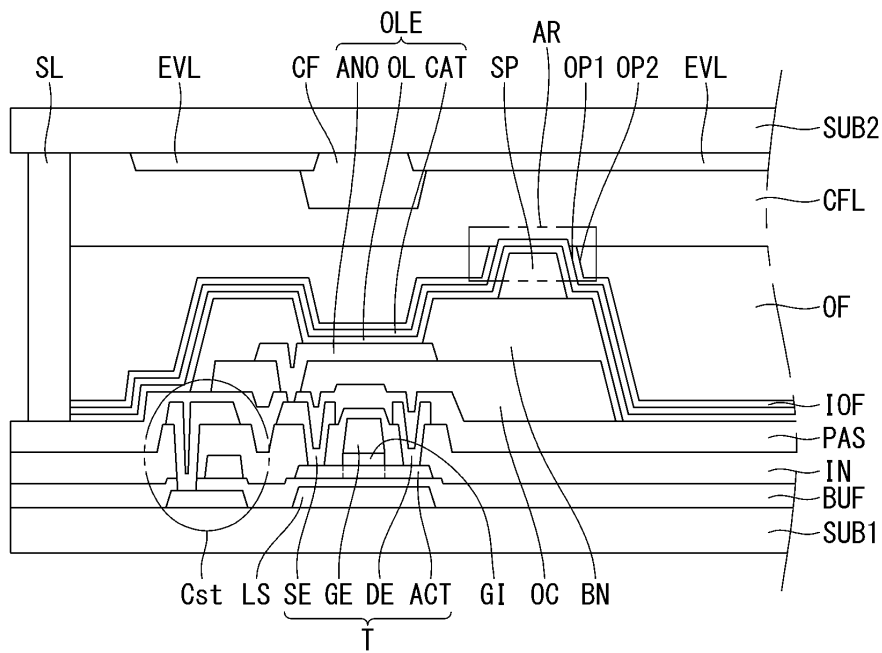 OLE
AR
SL EVL CF ANO OL CAT SP OP1 OP2 EVL
SUB2
CFL
OF
IOF
PAS
IN
BUF
SUB1
Cst LS SE GE DE ACT GI OC BN
T